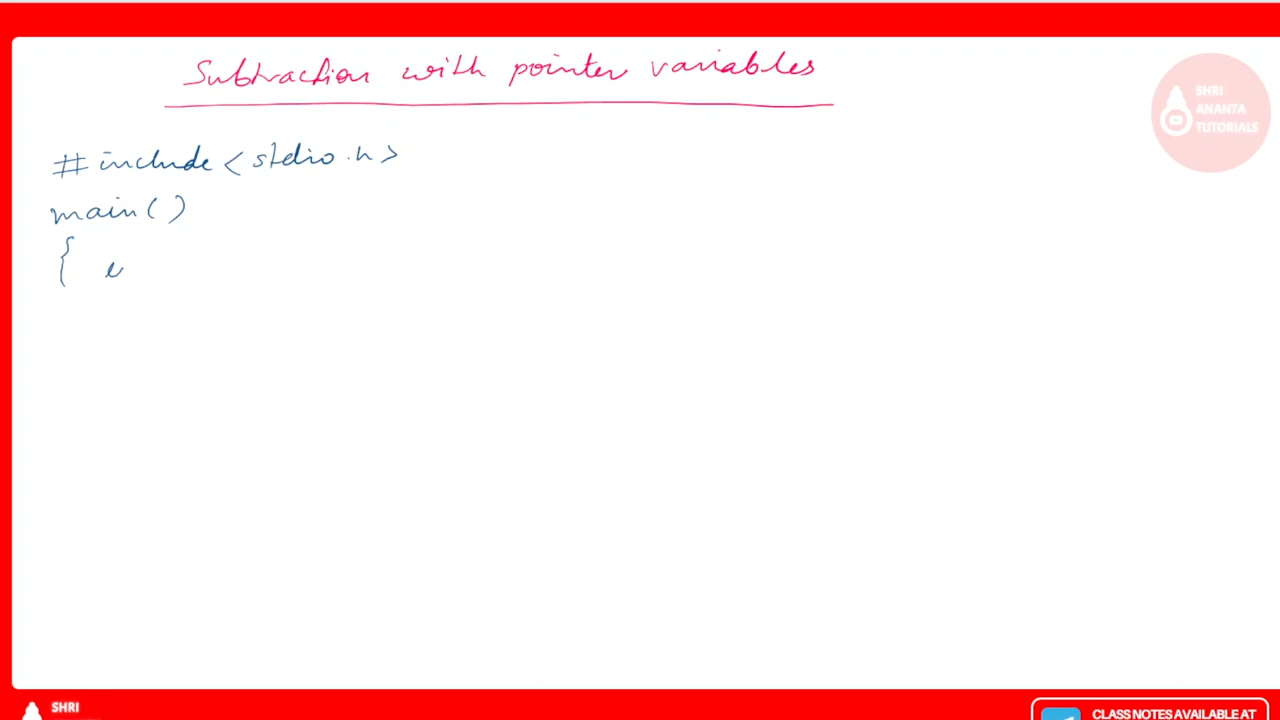 Subtraction with pointer variables
SHRI
ANANTA
TUTORIALS
#include<stdio.h>
main()
{
SHRI
CLASS NOTES AVAILABLE AT